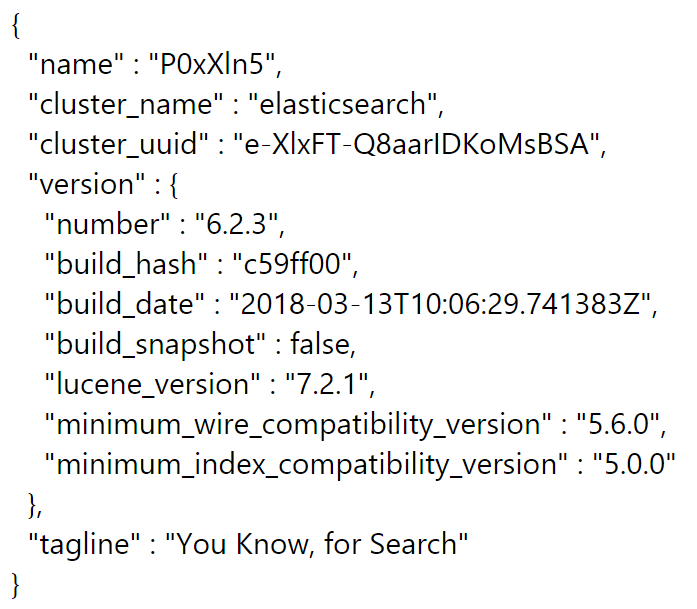 {
"name" : "P0xXln5",
"cluster_name" : "elasticsearch",
"cluster_uuid" : "e-XlxFT-Q8aarIDKoMsBSA",
"version" : {
"number" : "6.2.3",
"build_hash" : "c59ff00",
"build_date" : "2018-03-13T10:06:29.741383Z",
"build_snapshot" : false,
"lucene_version" : "7.2.1",
"minimum_wire_compatibility_version" : "5.6.0",
"minimum_index_compatibility_version" : "5.0.0"
},
"tagline" : "You Know, for Search"
}